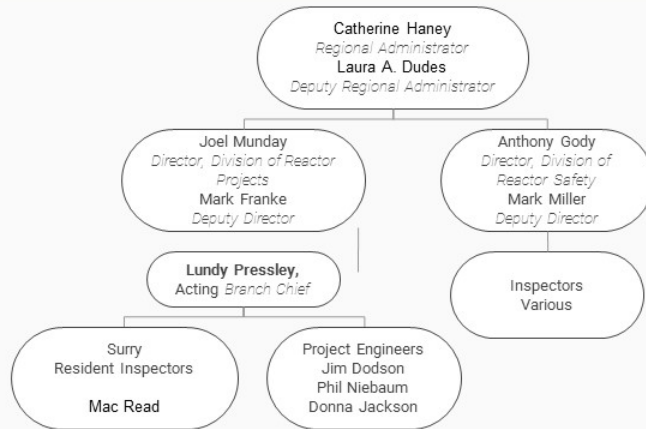 Catherine Haney
Regional Administrator
Laura A. Dudes
Deputy Regional Administrator
Joel Munday
Director, Division of Reactor
Projects
Mark Franke
Deputy Director
Anthony Gody
Director, Division of
Reactor Safety
Mark Miller
Deputy Director
Lundy Pressley,
Acting Branch Chief
Inspectors
Various
Surry
Resident Inspectors
Mac Read
Project Engineers
Jim Dodson
Phil Niebaum
Donna Jackson